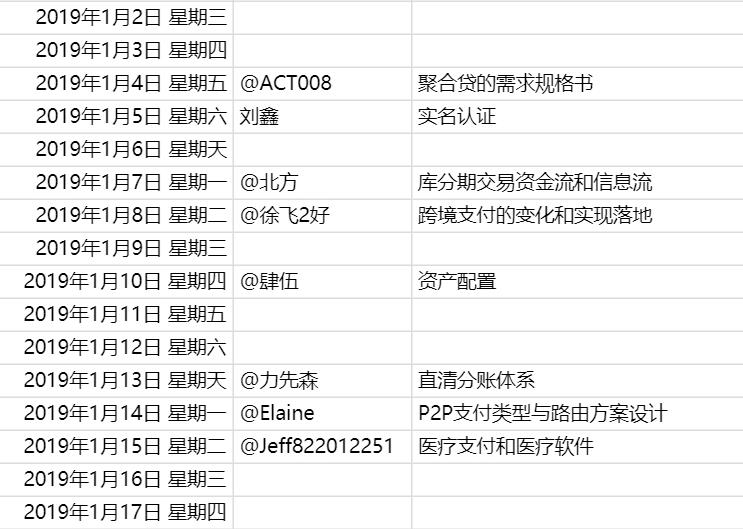 2019年1月2日 星期三
2019年1月3日 星期四
2019年1月4日 星期五 @ACT008 聚合贷的需求规格书
2019年1月5日 星期六 刘鑫 实名认证
2019年1月6日 星期天
2019年1月7日 星期一 @北方 库分期交易资金流和信息流
2019年1月8日 星期二 @徐飞2好 跨境支付的变化和实现落地
2019年1月9日 星期三
2019年1月10日 星期四 @肆伍 资产配置
2019年1月11日 星期五
2019年1月12日 星期六
2019年1月13日 星期天 @力先森 直清分账体系
2019年1月14日 星期一 @Elaine P2P支付类型与路由方案设计
2019年1月15日 星期二 @Jeff822012251 医疗支付和医疗软件
2019年1月16日 星期三
2019年1月17日 星期四